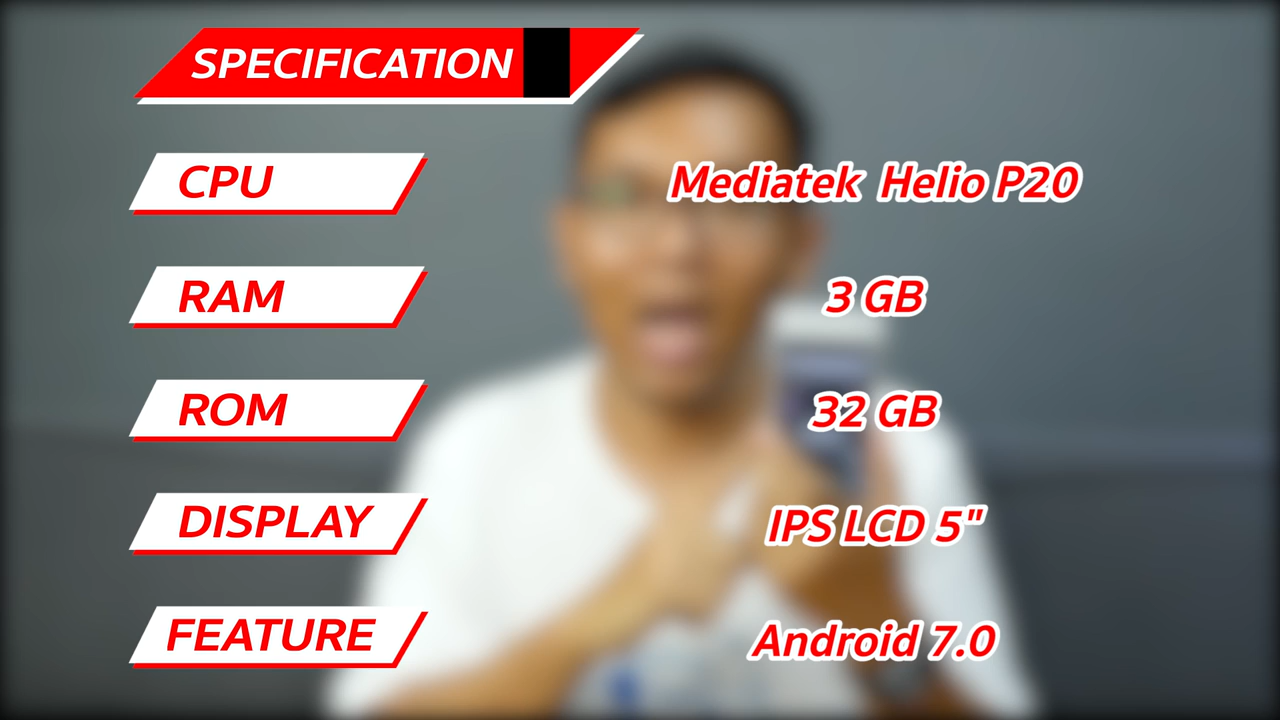 SPECIFICATION
CPU Mediatek Helio P20
RAM 3 GB
ROM 32 GB
DISPLAY IPS LCD 5"
FEATURE Android 7.0